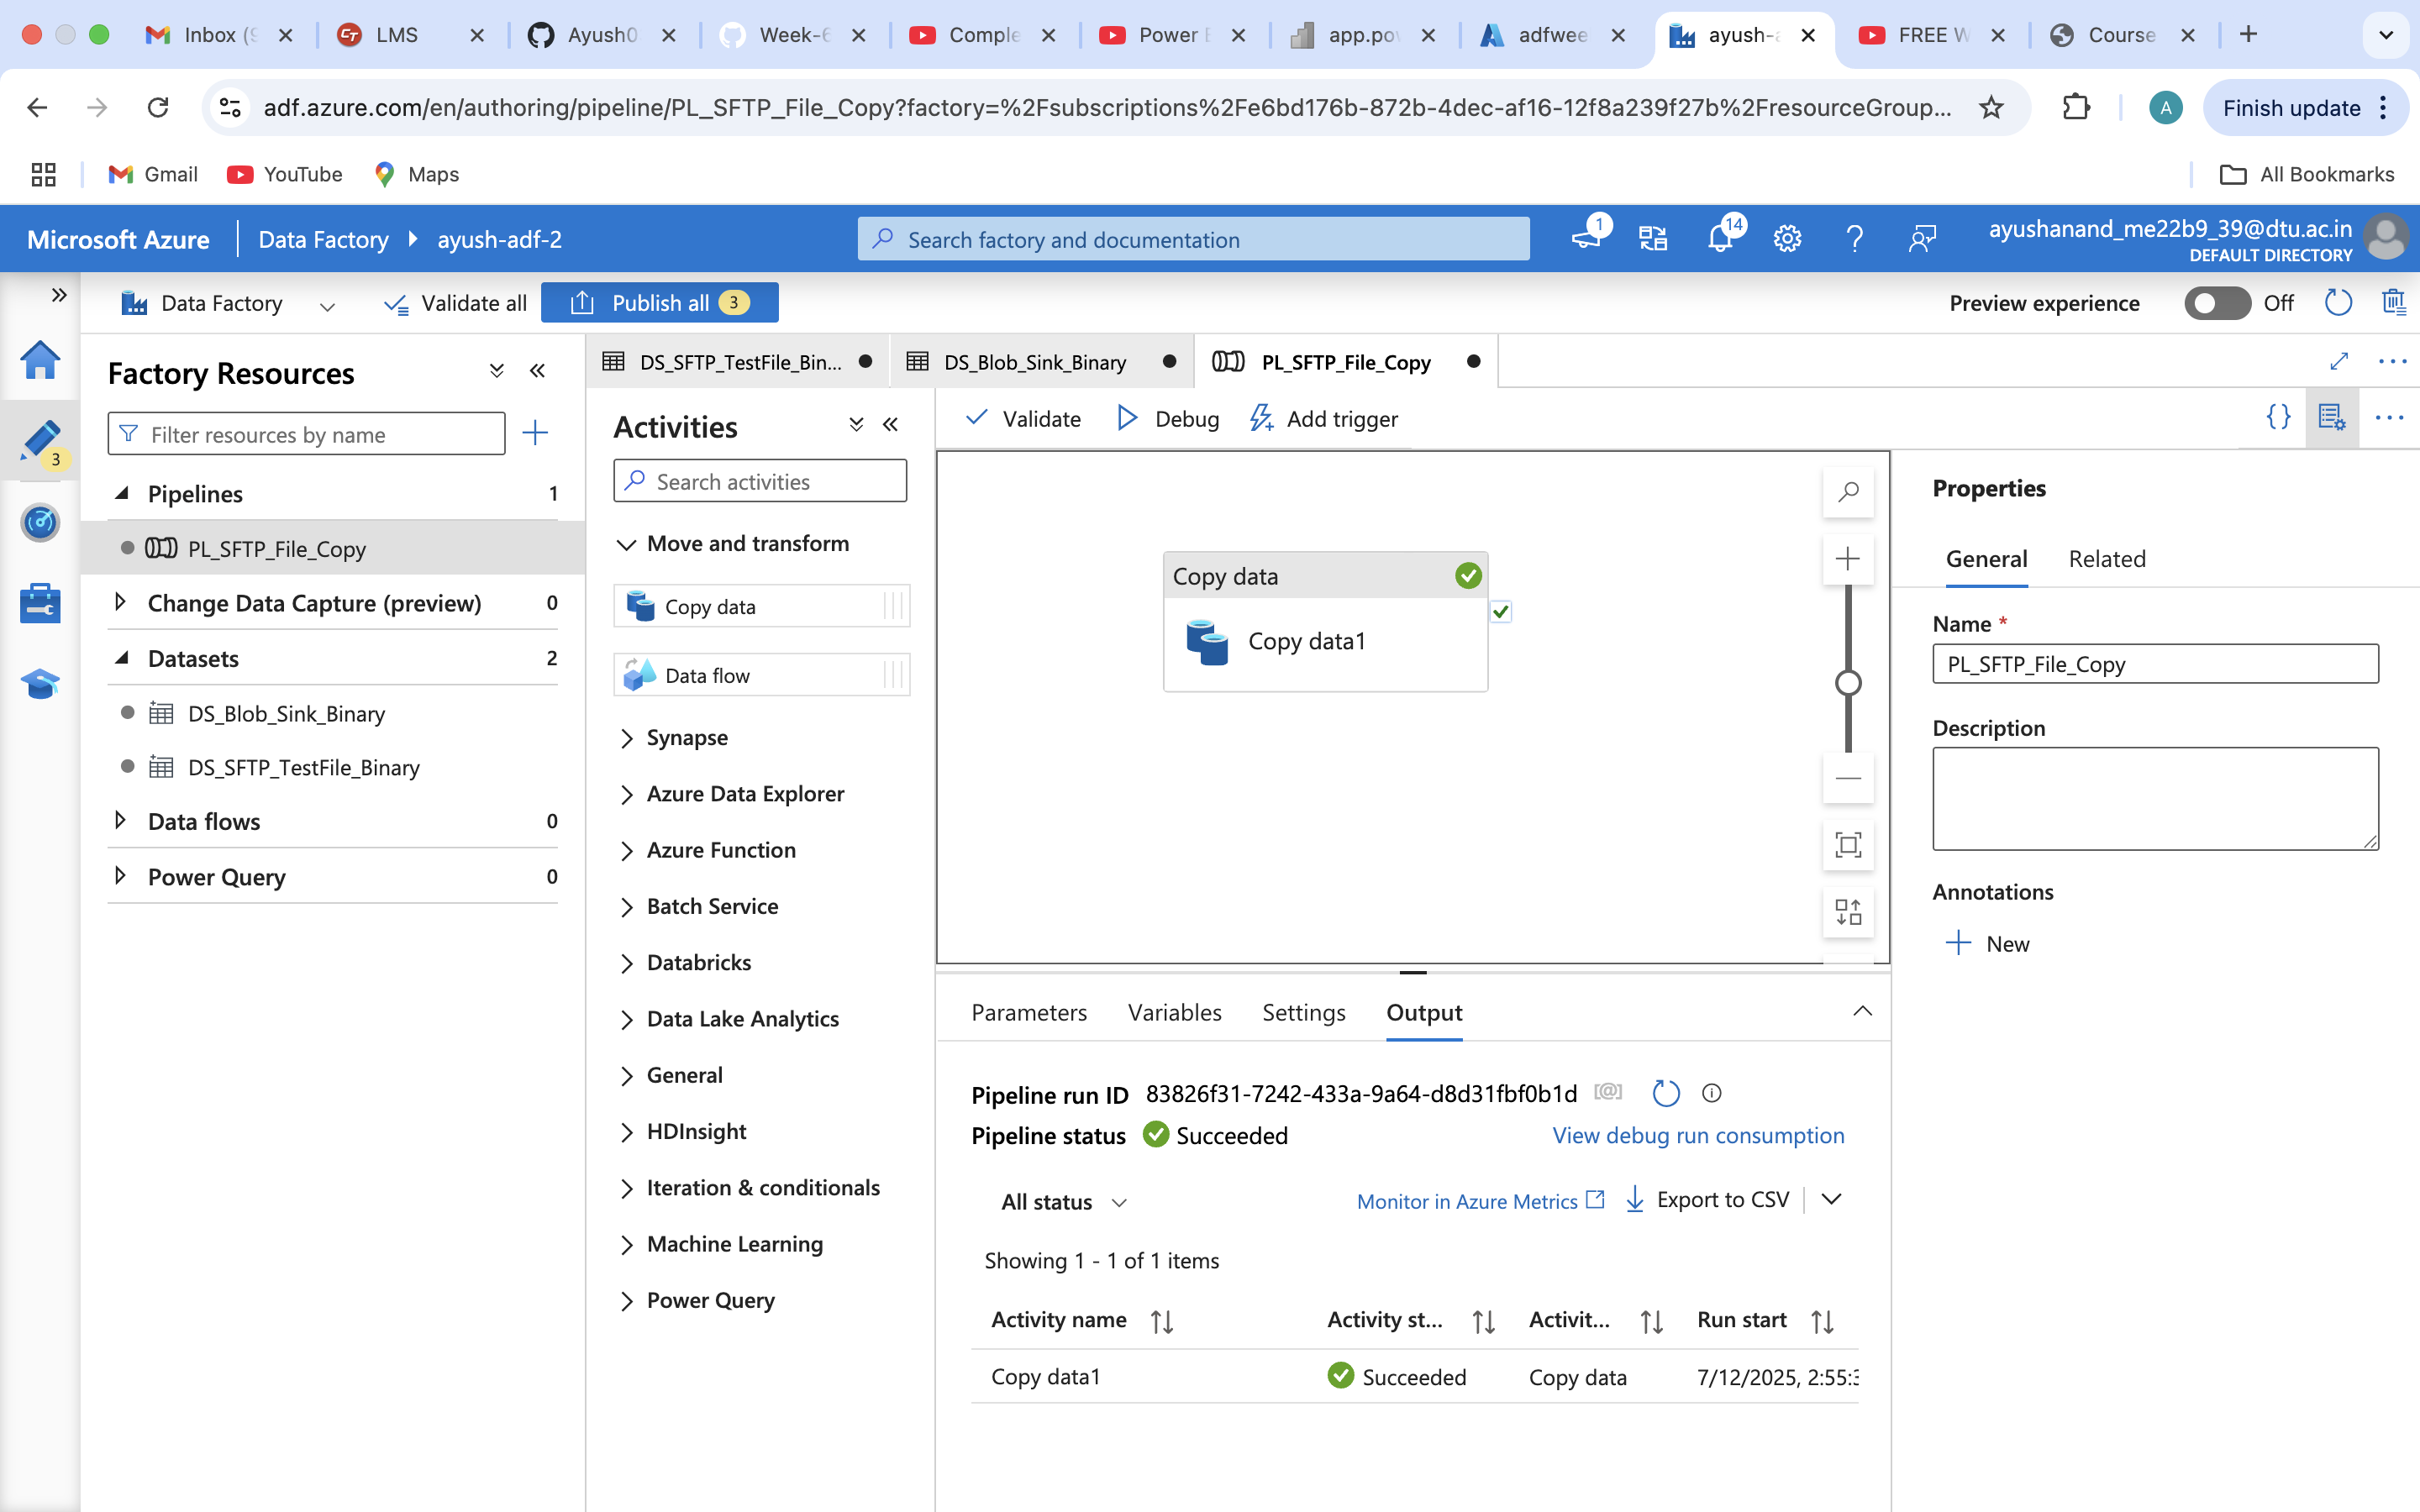 Inbox (9
LMS
Ayush0
Week-6
Comple
Power B
app.pov
adfwee
ayush-a
FREE W
Course
adf.azure.com/en/authoring/pipeline/PL_SFTP_File_Copy?factory=%2Fsubscriptions%2Fe6bd176b-872b-4dec-af16-12f8a239f27b%2FresourceGroup...
A
Finish update
Gmail
YouTube
Maps
All Bookmarks
Microsoft Azure
Data Factory
ayush-adf-2
Search factory and documentation
1
14
ayushanand_me22b9_39@dtu.ac.in
DEFAULT DIRECTORY
Data Factory
Validate all
Publish all 3
Preview experience
Off
3
Factory Resources
Filter resources by name
Pipelines 1
PL_SFTP_File_Copy
Change Data Capture (preview) 0
Datasets 2
DS_Blob_Sink_Binary
DS_SFTP_TestFile_Binary
Data flows 0
Power Query 0
DS_SFTP_TestFile_Bin...
DS_Blob_Sink_Binary
PL_SFTP_File_Copy
Activities
Search activities
Move and transform
Copy data
Data flow
Synapse
Azure Data Explorer
Azure Function
Batch Service
Databricks
Data Lake Analytics
General
HDInsight
Iteration & conditionals
Machine Learning
Power Query
Validate
Debug
Add trigger
Copy data
Copy data1
Parameters
Variables
Settings
Output
Pipeline run ID 83826f31-7242-433a-9a64-d8d31fbf0b1d
Pipeline status Succeeded
View debug run consumption
All status
Monitor in Azure Metrics
Export to CSV
Showing 1 - 1 of 1 items
Activity name
Activity st...
Activit...
Run start
Copy data1
Succeeded
Copy data
7/12/2025, 2:55:3
Properties
General
Related
Name *
PL_SFTP_File_Copy
Description
Annotations
New